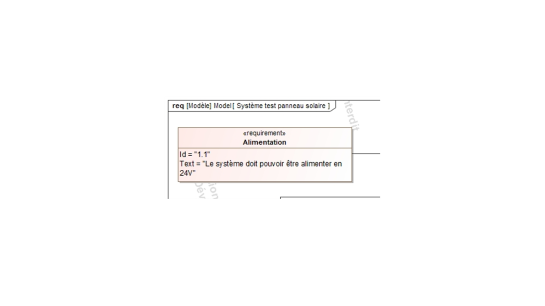 req [Modèle] Model [ Système test panneau solaire ]
«requirement»
Alimentation
Id = "1.1"
Text = "Le système doit pouvoir être alimenter en
24V"